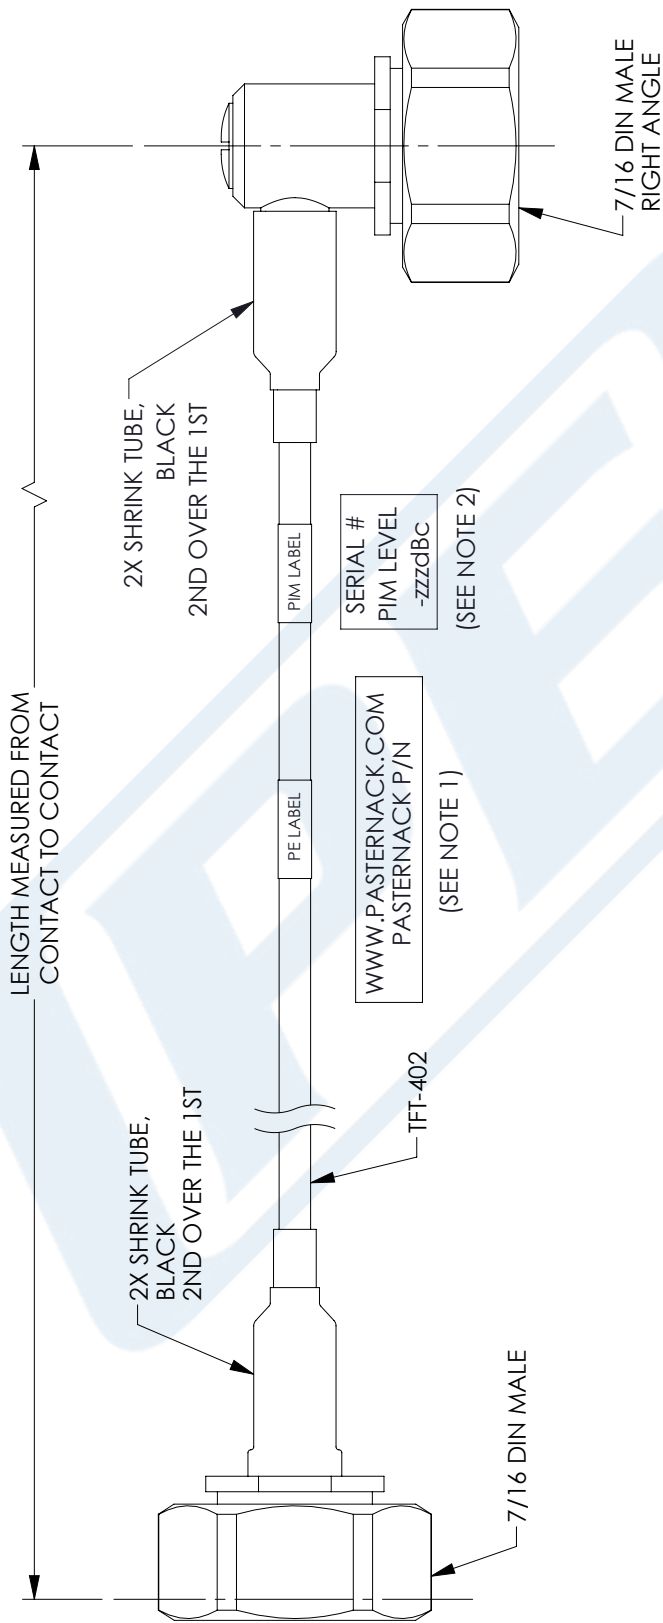 LENGTH MEASURED FROM
CONTACT TO CONTACT
2X SHRINK TUBE,
BLACK
2ND OVER THE 1ST
2X SHRINK TUBE,
BLACK
2ND OVER THE 1ST
PE LABEL
PIM LABEL
WWW.PASTERNACK.COM
PASTERNACK P/N
(SEE NOTE 1)
SERIAL #
PIM LEVEL
-zzzdBc
(SEE NOTE 2)
TFT-402
7/16 DIN MALE
7/16 DIN MALE
RIGHT ANGLE
PE